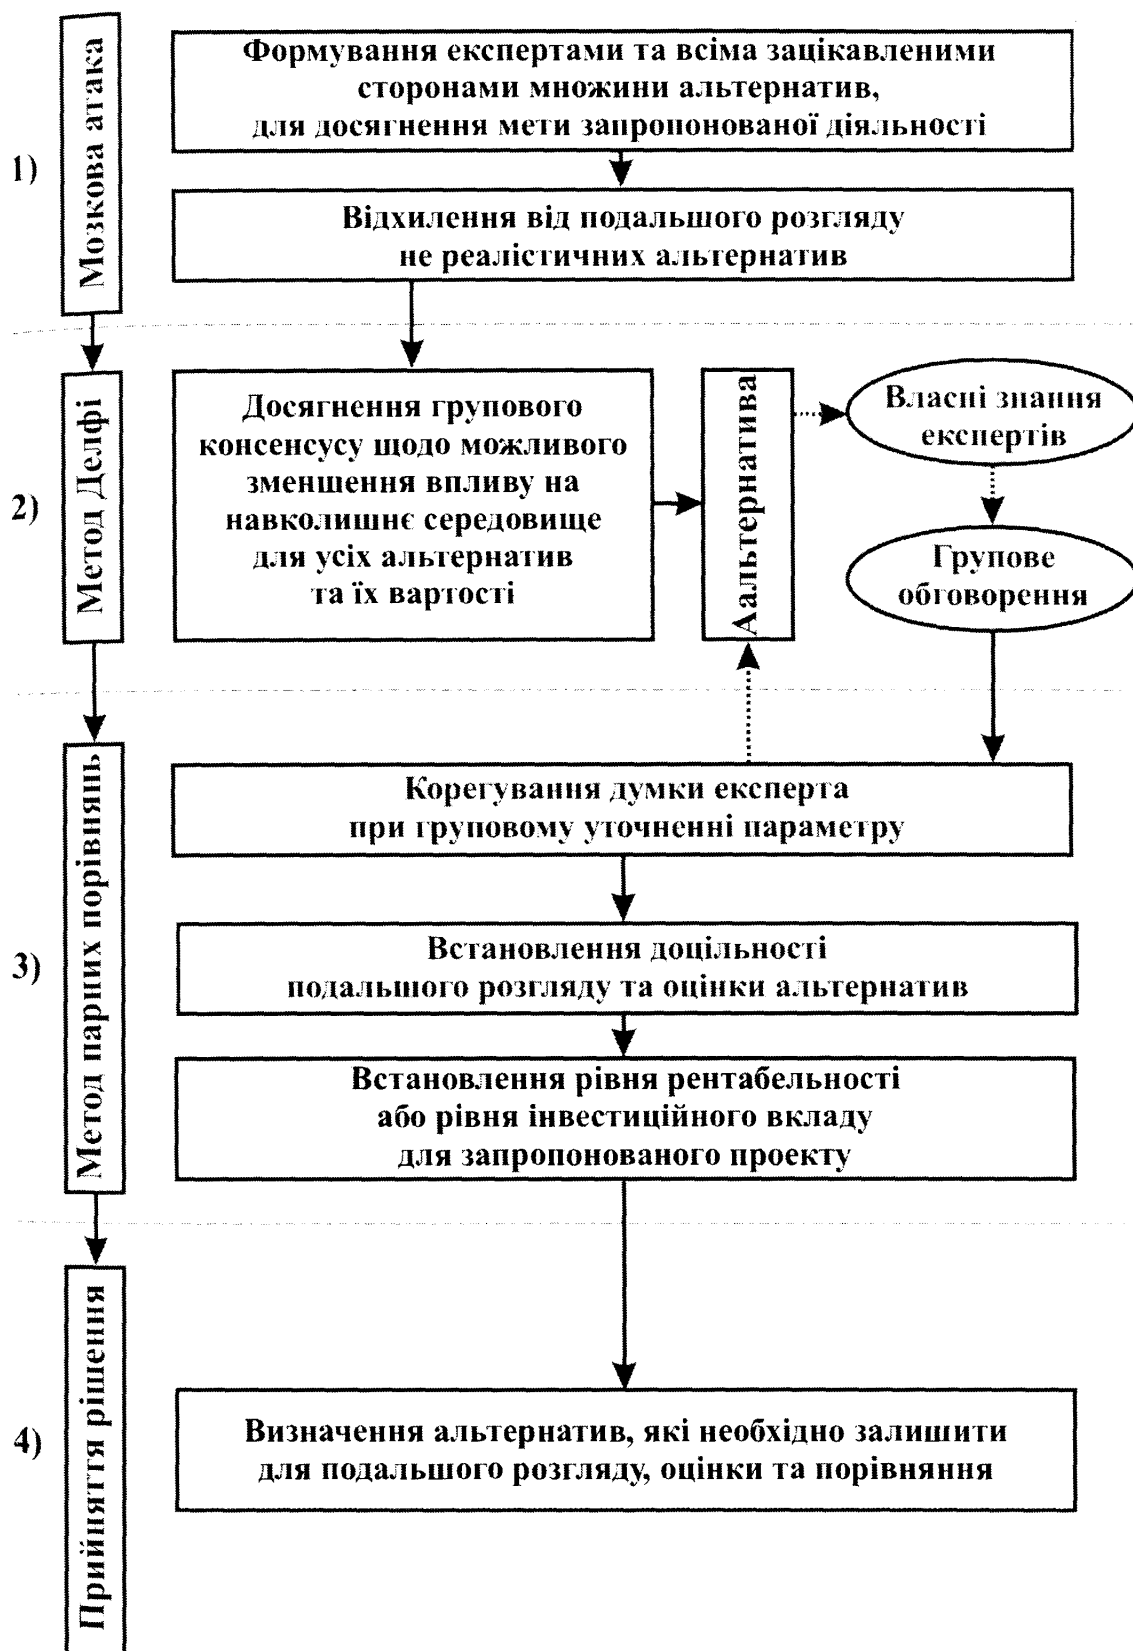 1)
Мозкова атака
Формування експертами та всіма зацікавленими
сторонами множини альтернатив,
для досягнення мети запропонованої діяльності
Відхилення від подальшого розгляду
не реалістичних альтернатив
2)
Метод Делфі
Досягнення групового
консенсусу щодо можливого
зменшення впливу на
навколишнє середовище
для усіх альтернатив
та їх вартості
Аальтернатива
Власні знання
експертів
Групове
обговорення
3)
Метод парних порівнянь
Корегування думки експерта
при груповому уточненні параметру
Встановлення доцільності
подальшого розгляду та оцінки альтернатив
Встановлення рівня рентабельності
або рівня інвестиційного вкладу
для запропонованого проекту
4)
Прийняття рішення
Визначення альтернатив, які необхідно залишити
для подальшого розгляду, оцінки та порівняння